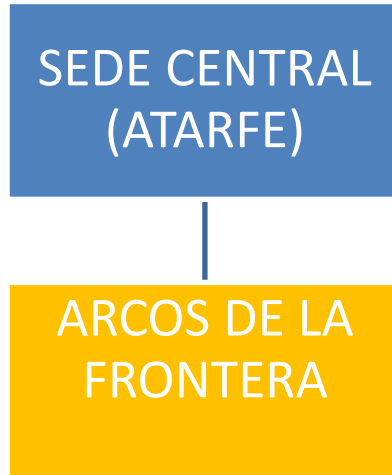 SEDE CENTRAL
(ATARFE)
ARCOS DE LA
FRONTERA